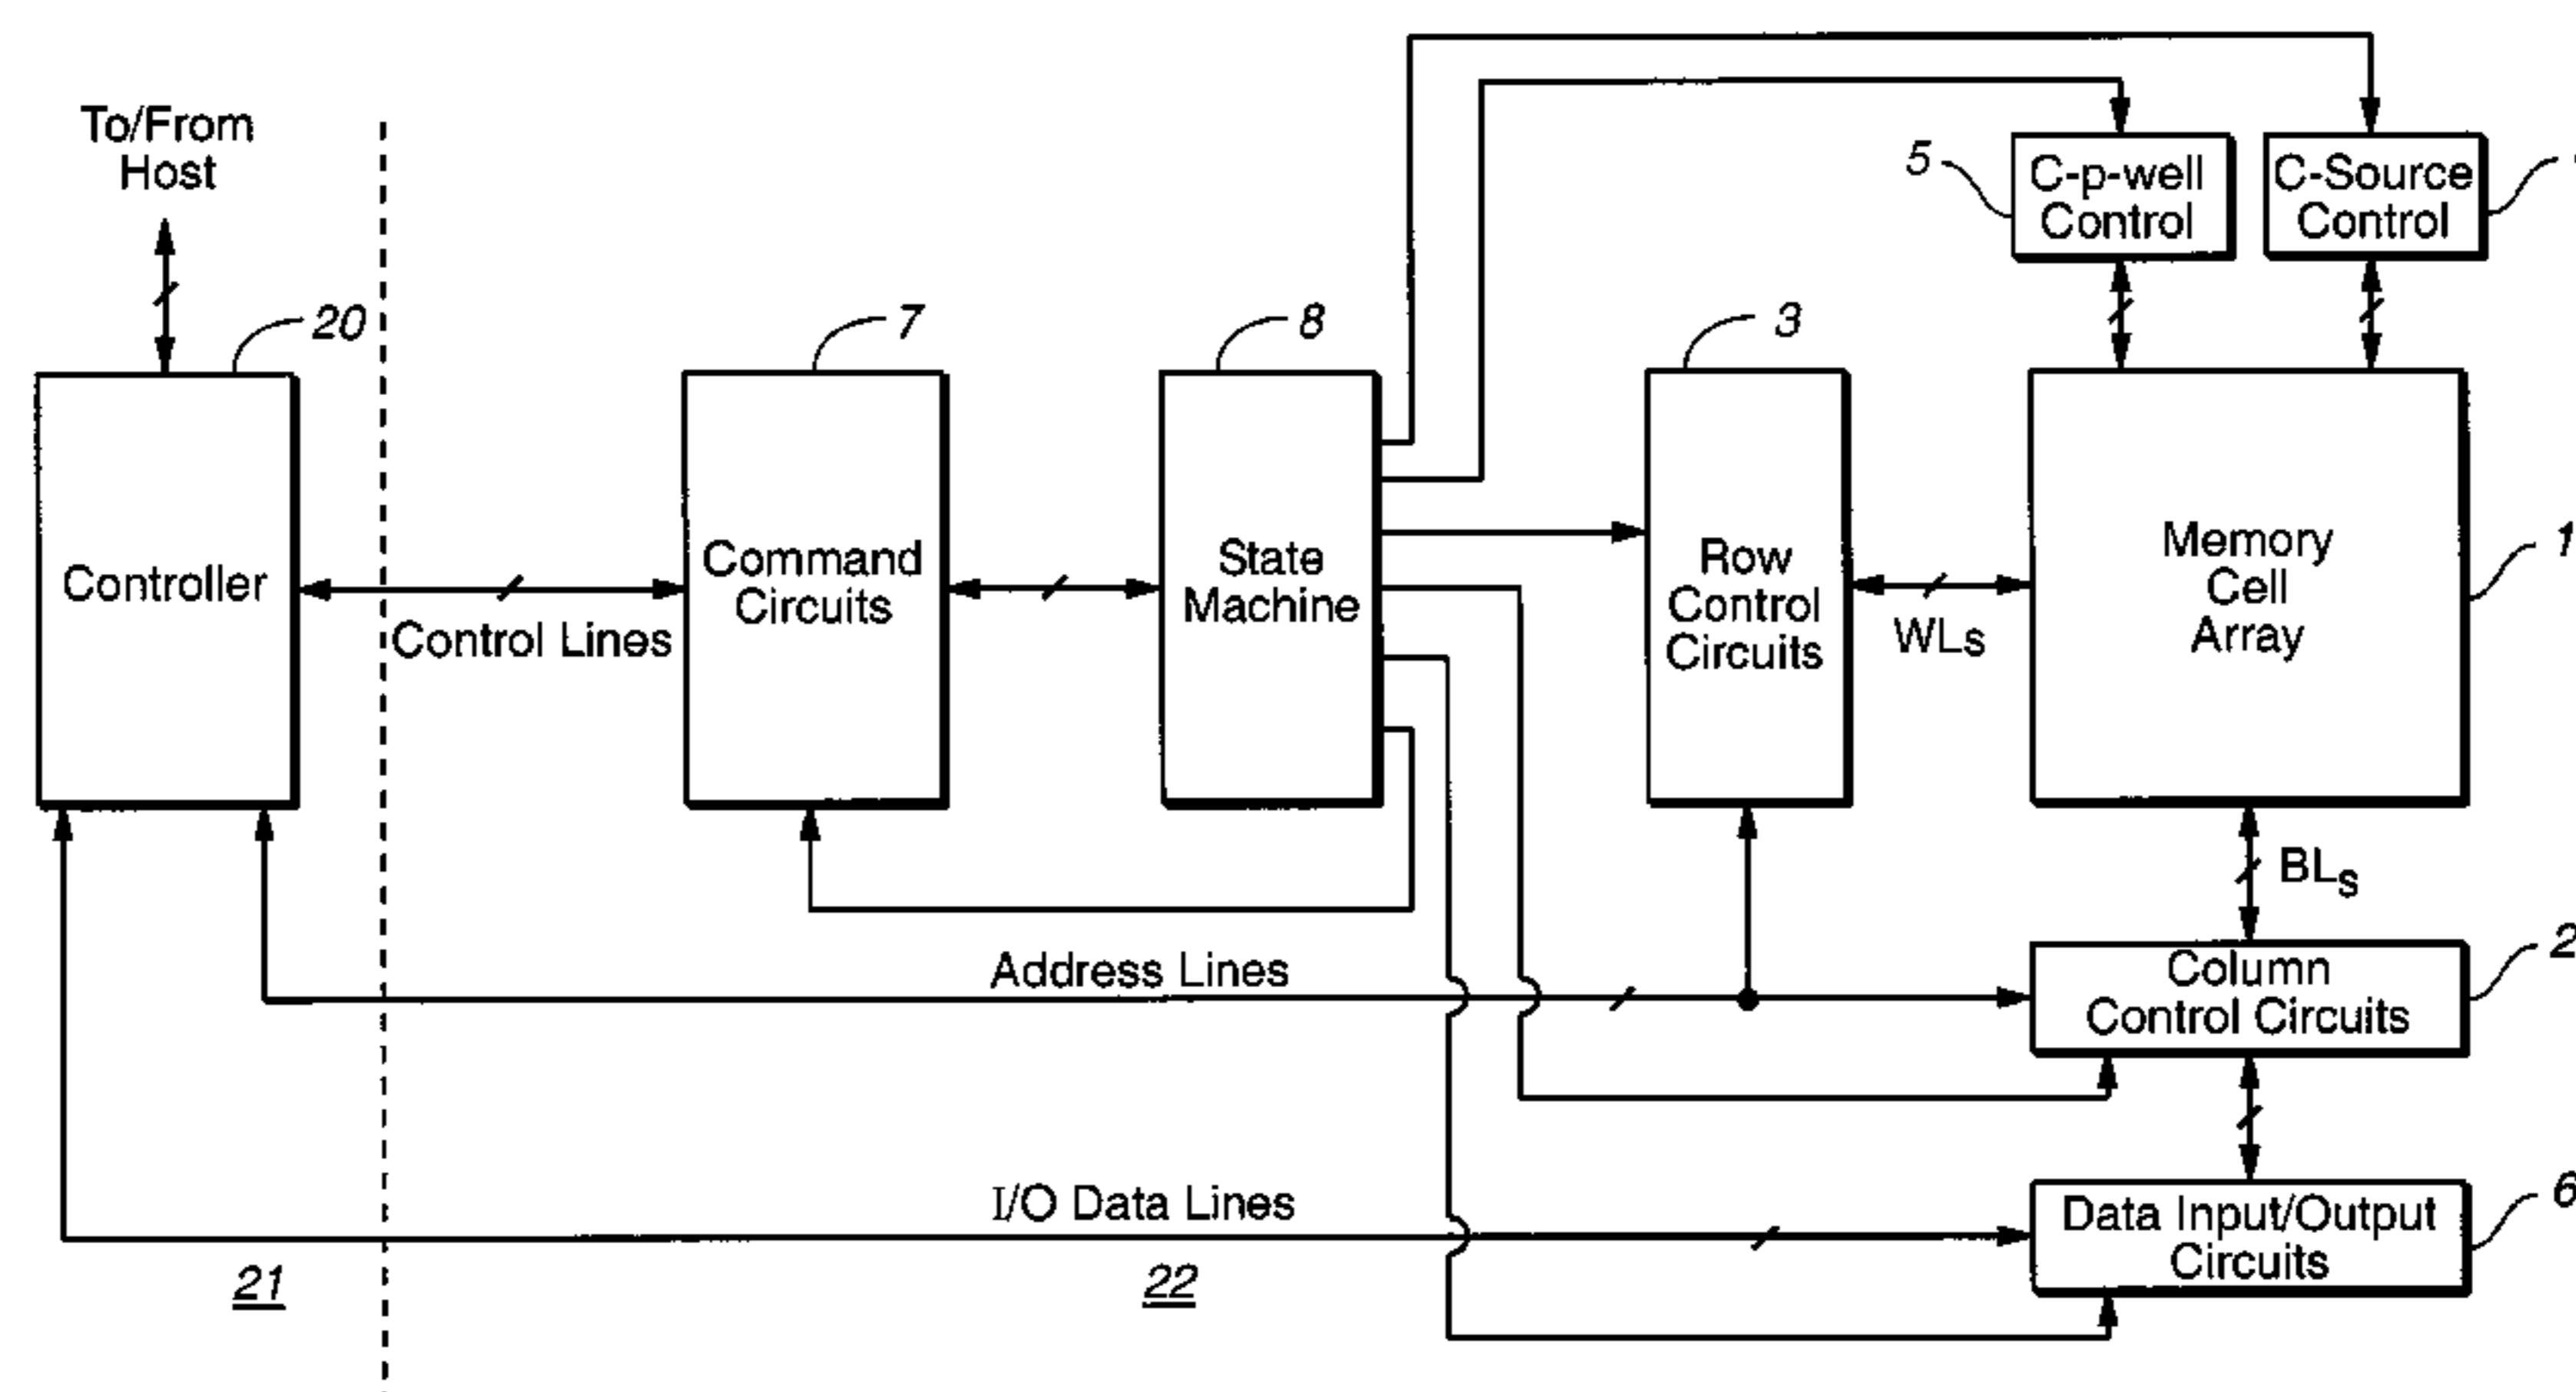 To/From
Host
20
7
8
3
5
C-p-well
Control
C-Source
Control
Controller
Control Lines
Command
Circuits
State
Machine
Row
Control
Circuits
WLs
Memory
Cell
Array
1
BLs
Address Lines
Column
Control Circuits
2
I/O Data Lines
Data Input/Output
Circuits
6
21
22